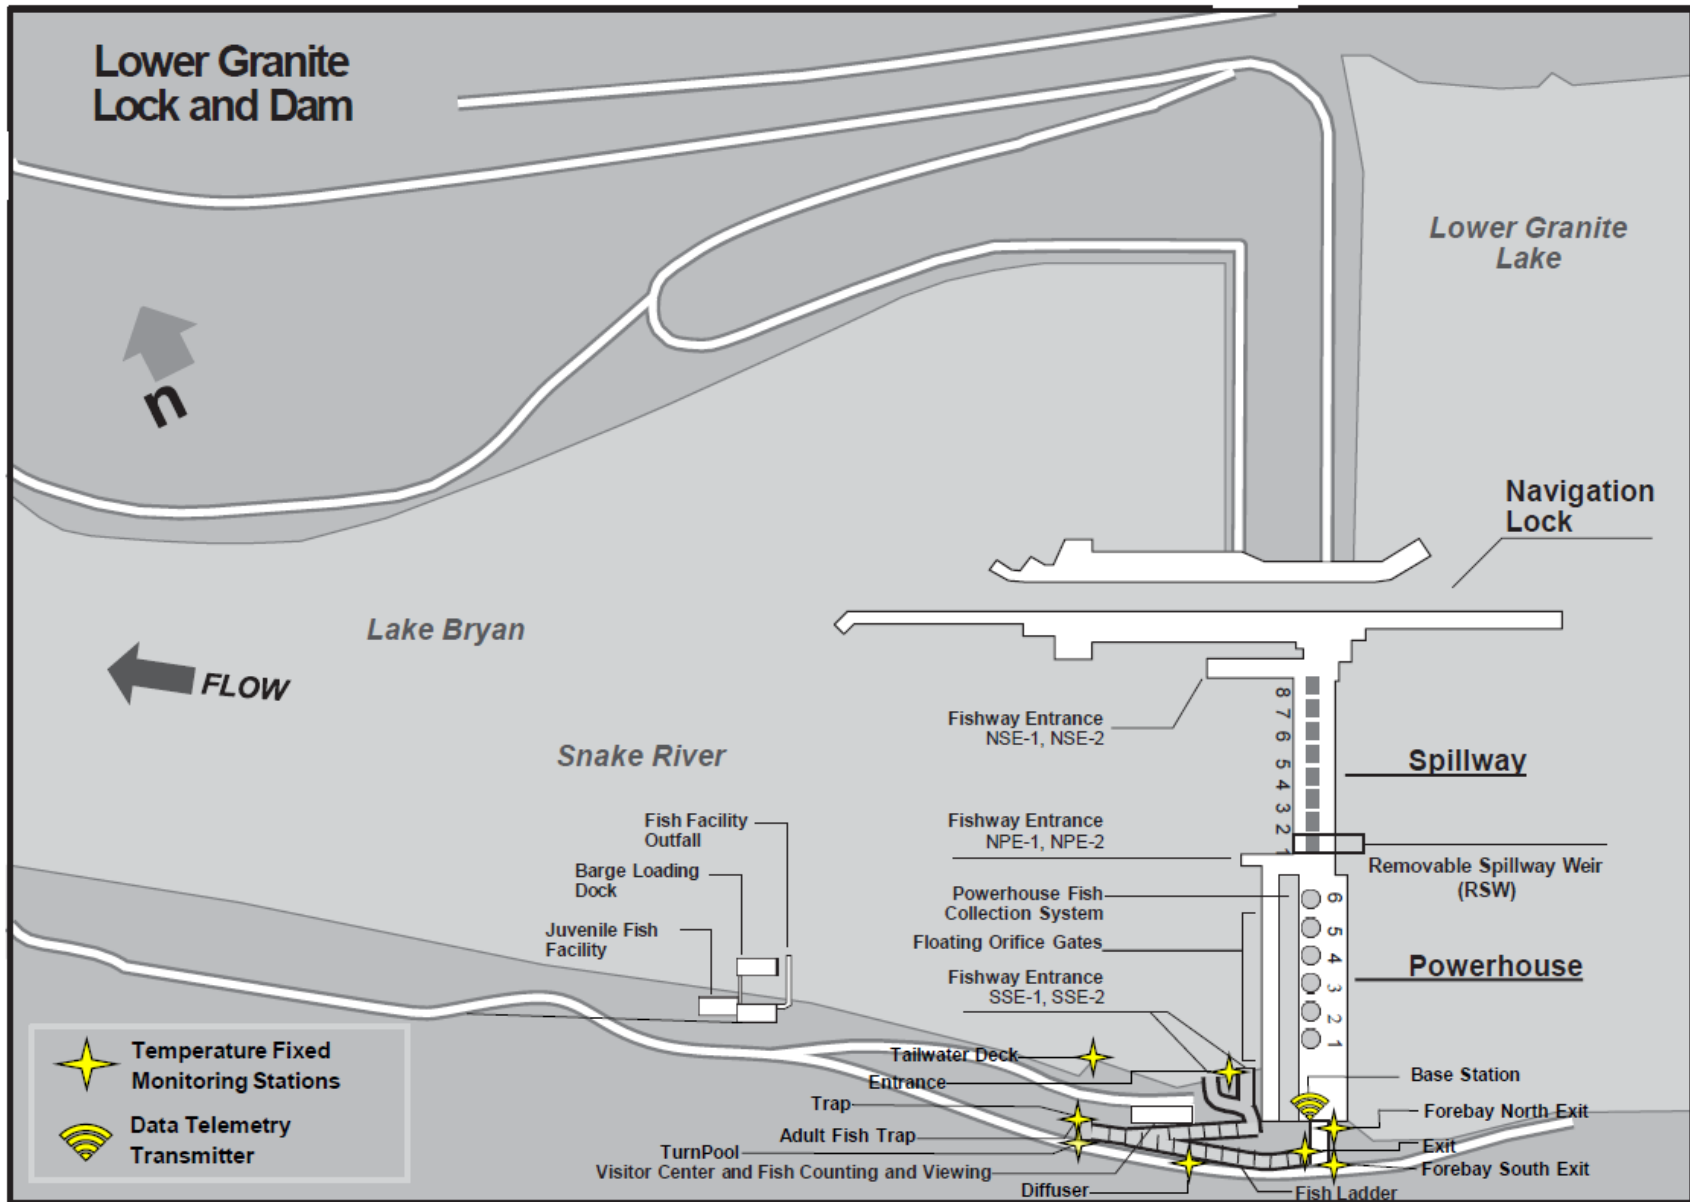 Lower Granite
Lock and Dam
Lower Granite
Lake
n
Navigation
Lock
Lake Bryan
FLOW
Snake River
Fishway Entrance
NSE-1, NSE-2
8
7
6
5
4
3
2
1
Spillway
Fish Facility
Outfall
Barge Loading
Dock
Juvenile Fish
Facility
Fishway Entrance
NPE-1, NPE-2
Removable Spillway Weir
(RSW)
Powerhouse Fish
Collection System
Floating Orifice Gates
Fishway Entrance
SSE-1, SSE-2
6
5
4
3
2
1
Powerhouse
Tailwater Deck
Entrance
Trap
Adult Fish Trap
TurnPool
Visitor Center and Fish Counting and Viewing
Diffuser
Fish Ladder
Base Station
Forebay North Exit
Exit
Forebay South Exit
Temperature Fixed
Monitoring Stations
Data Telemetry
Transmitter